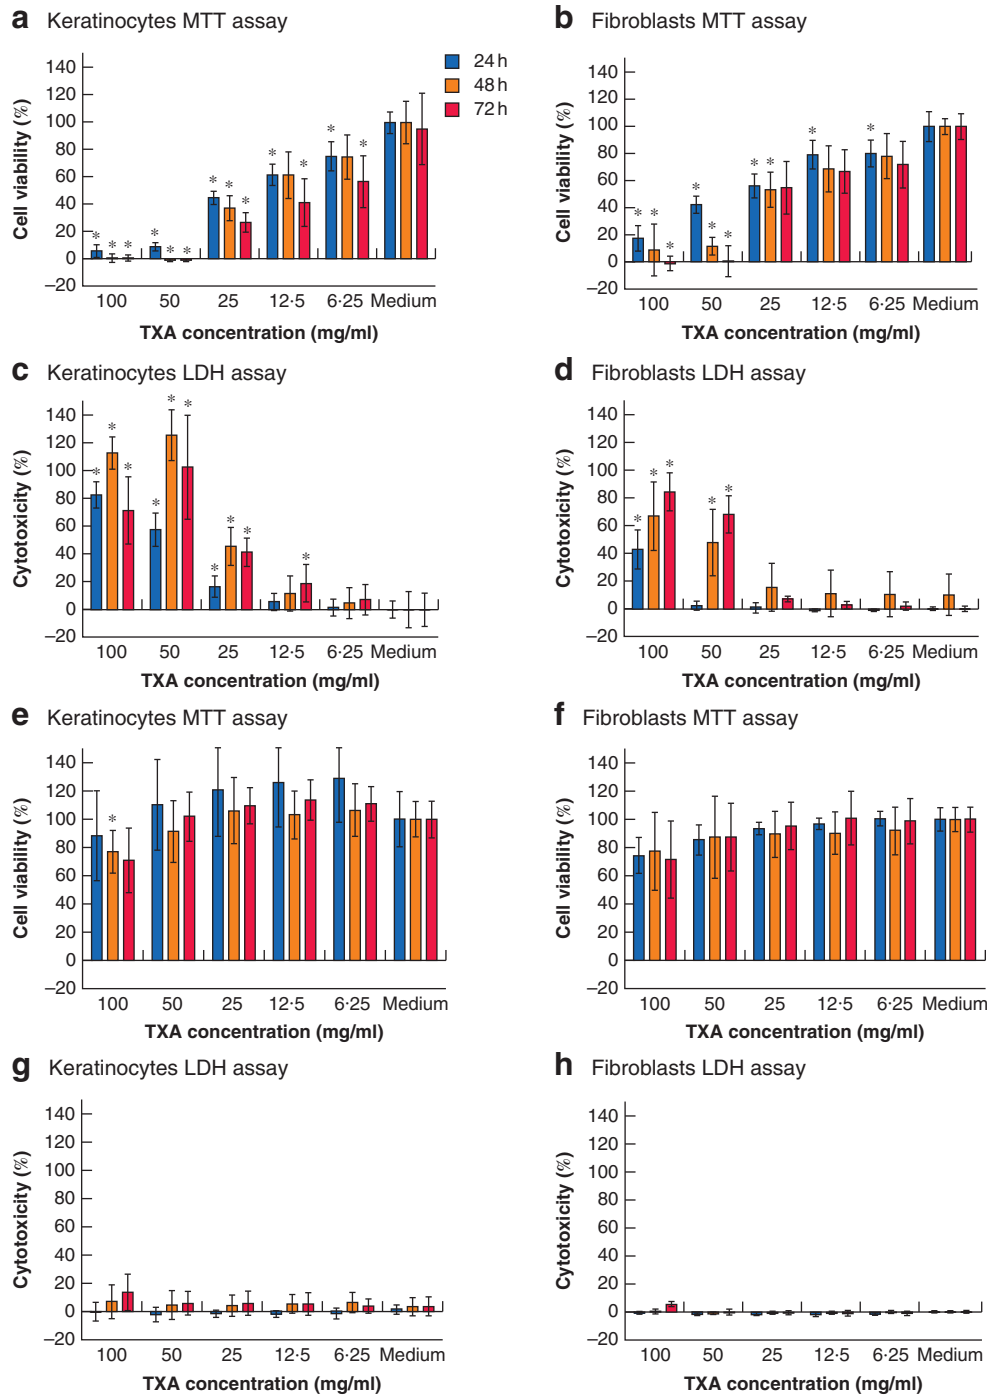 a Keratinocytes MTT assay
140
120
100
80
60
40
20
0
–20
Cell viability (%)
24 h
48 h
72 h
* * * * * * * * * * * * *
100 50 25 12·5 6·25 Medium
TXA concentration (mg/ml)
b Fibroblasts MTT assay
140
120
100
80
60
40
20
0
–20
Cell viability (%)
* * * * * * * * * *
100 50 25 12·5 6·25 Medium
TXA concentration (mg/ml)
c Keratinocytes LDH assay
140
120
100
80
60
40
20
0
–20
Cytotoxicity (%)
* * * * * * * * * *
100 50 25 12·5 6·25 Medium
TXA concentration (mg/ml)
d Fibroblasts LDH assay
140
120
100
80
60
40
20
0
–20
Cytotoxicity (%)
* * * * *
100 50 25 12·5 6·25 Medium
TXA concentration (mg/ml)
e Keratinocytes MTT assay
140
120
100
80
60
40
20
0
–20
Cell viability (%)
*
100 50 25 12·5 6·25 Medium
TXA concentration (mg/ml)
f Fibroblasts MTT assay
140
120
100
80
60
40
20
0
–20
Cell viability (%)
100 50 25 12·5 6·25 Medium
TXA concentration (mg/ml)
g Keratinocytes LDH assay
140
120
100
80
60
40
20
0
–20
Cytotoxicity (%)
100 50 25 12·5 6·25 Medium
TXA concentration (mg/ml)
h Fibroblasts LDH assay
140
120
100
80
60
40
20
0
–20
Cytotoxicity (%)
100 50 25 12·5 6·25 Medium
TXA concentration (mg/ml)